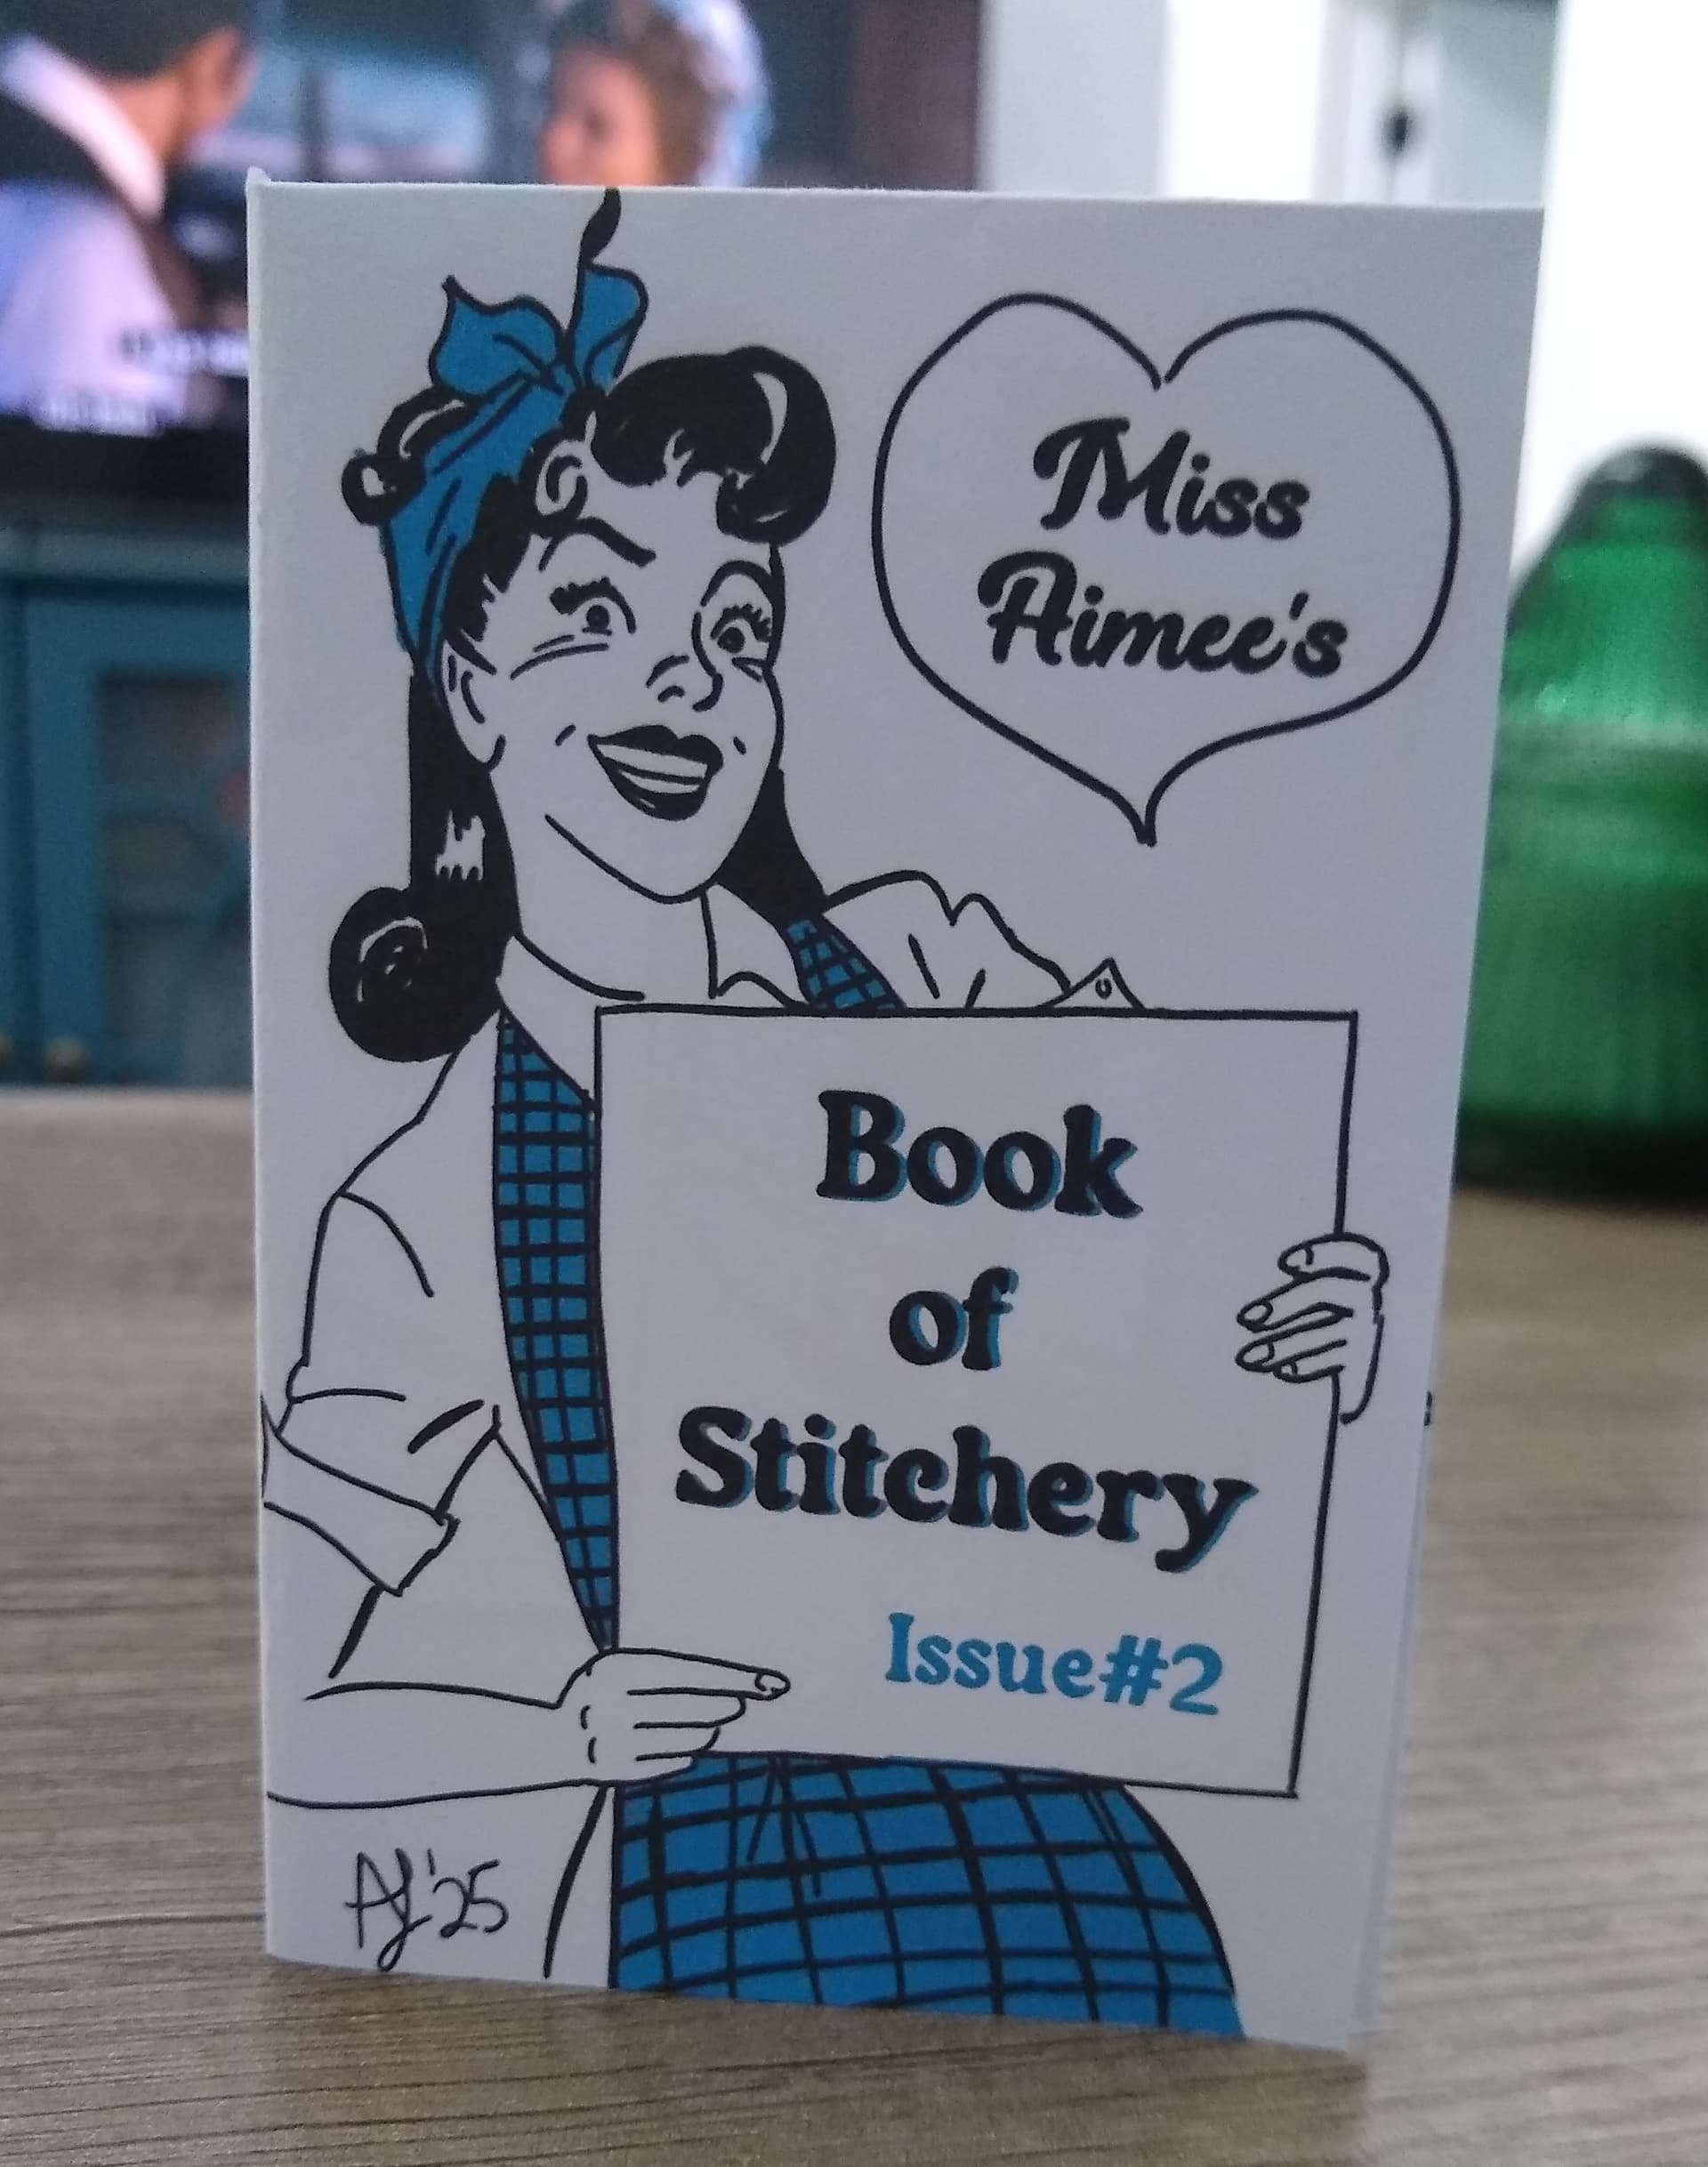 Miss
Aimee's
Book
of
Stitchery
Issue#2
AJ '25